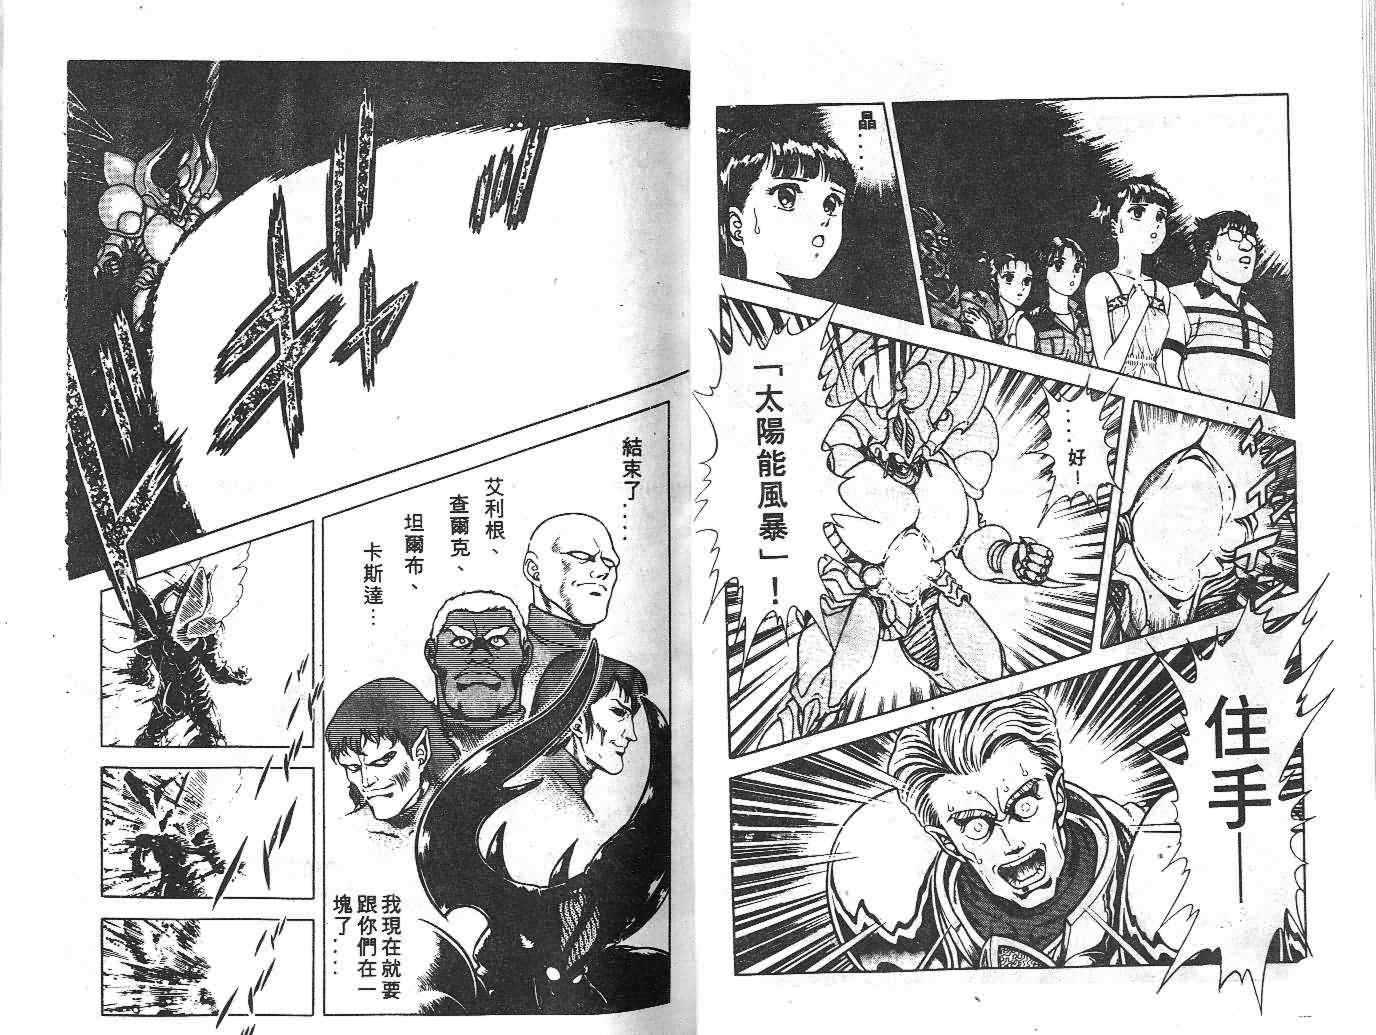 晶‥‥
‥‥好！
「太陽能風暴」！
住手——
結束了‥‥
艾利根、
查爾克、
坦爾布、
卡斯達‥
我現在就要
跟你們在一
塊了‥‥